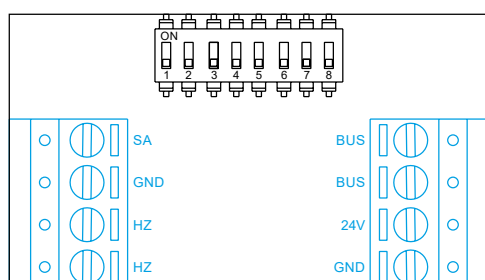 ON
1 2 3 4 5 6 7 8
SA BUS
GND BUS
HZ 24V
HZ GND